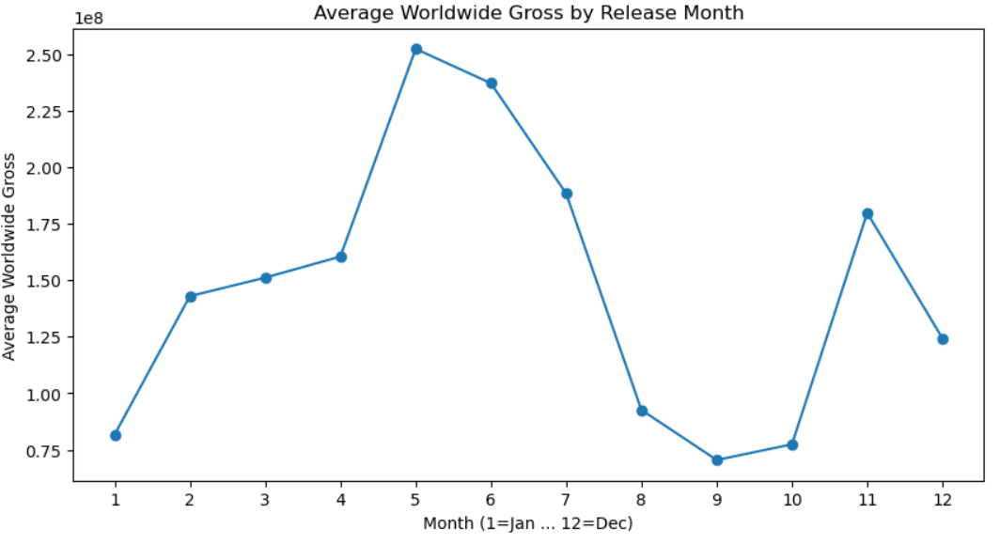 Average Worldwide Gross by Release Month
1e8
2.50
2.25
2.00
1.75
1.50
1.25
1.00
0.75
Average Worldwide Gross
1 2 3 4 5 6 7 8 9 10 11 12
Month (1=Jan ... 12=Dec)